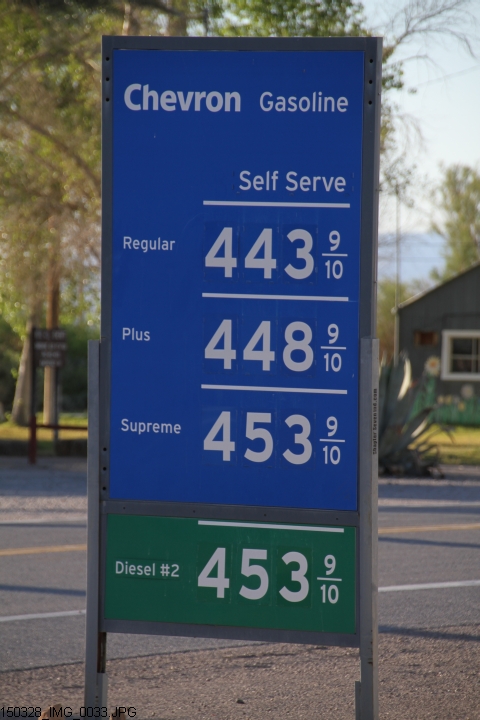 Chevron Gasoline
Self Serve
Regular 443 9/10
Plus 448 9/10
Supreme 453 9/10
Diesel #2 453 9/10
150328_IMG_0033.JPG